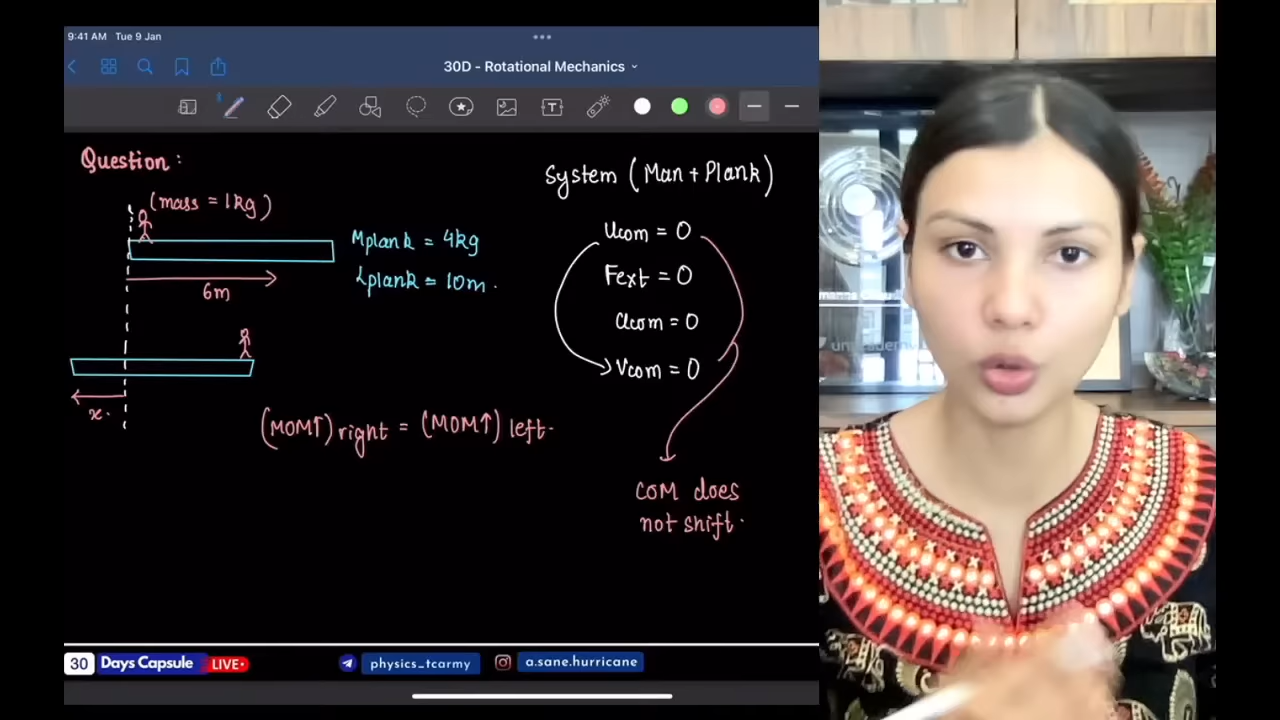 9:41 AM Tue 9 Jan
30D - Rotational Mechanics
Question :
(mass = 1kg)
Mplank = 4kg
Lplank = 10m.
6m
x.
(MOM↑) right = (MOM↑) left.
System (Man + Plank)
Ucom = 0
Fext = 0
acom = 0
Vcom = 0
COM does
not shift.
30 Days Capsule LIVE
physics_tcarmy
a.sane.hurricane